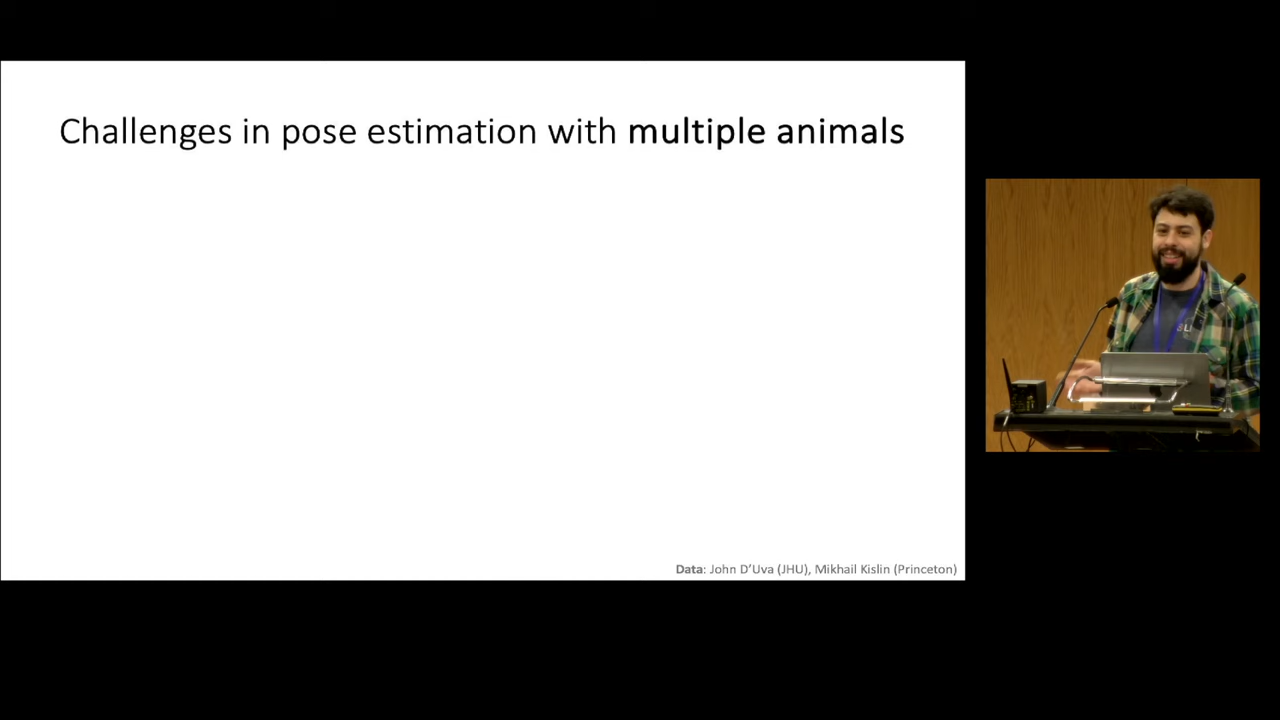 Challenges in pose estimation with multiple animals
Data: John D'Uva (JHU), Mikhail Kislin (Princeton)